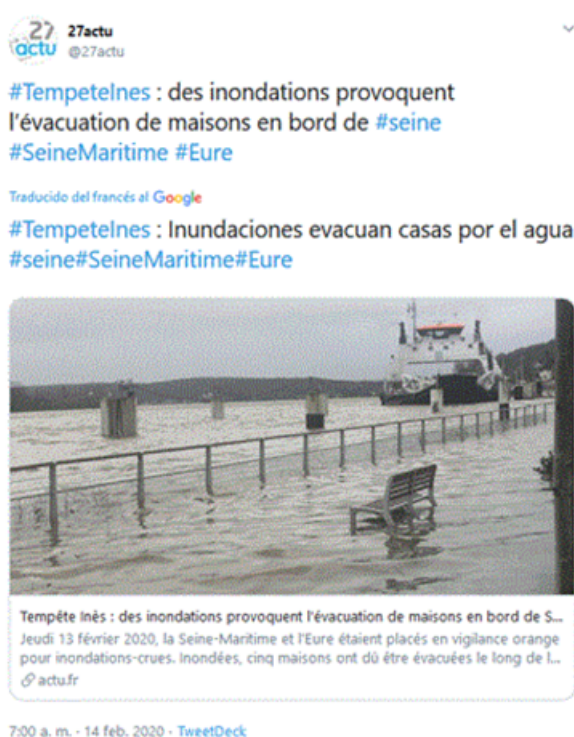 27
actu
27actu
@27actu
#TempeteInes : des inondations provoquent
l'évacuation de maisons en bord de #seine
#SeineMaritime #Eure
Traducido del francés al Google
#TempeteInes : Inundaciones evacuan casas por el agua
#seine#SeineMaritime#Eure
Tempête Inès : des inondations provoquent l'évacuation de maisons en bord de S...
Jeudi 13 février 2020, la Seine-Maritime et l'Eure étaient placés en vigilance orange
pour inondations-crues. Inondées, cinq maisons ont dû être évacuées le long de l...
actu.fr
7:00 a. m. · 14 feb. 2020 · TweetDeck